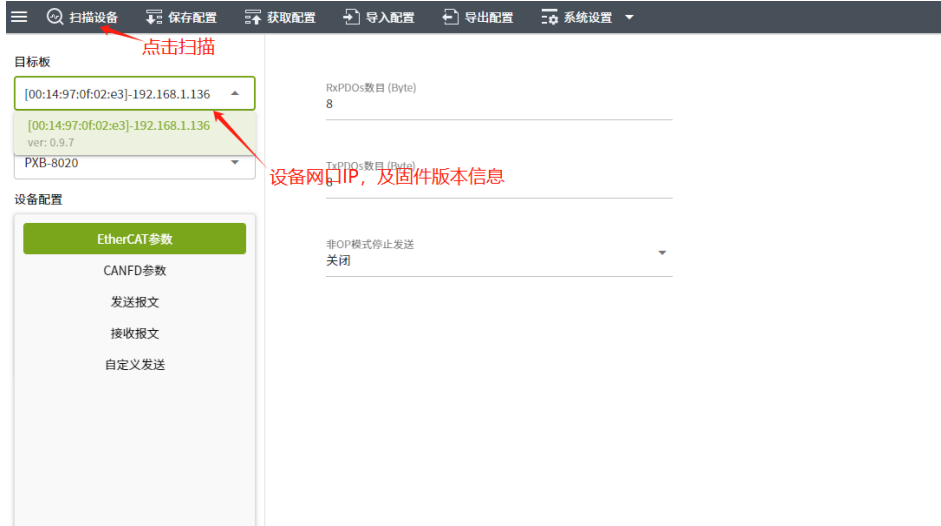 扫描设备 保存配置 获取配置 导入配置 导出配置 系统设置
点击扫描
目标板
[00:14:97:0f:02:e3]-192.168.1.136
[00:14:97:0f:02:e3]-192.168.1.136
ver: 0.9.7
PXB-8020
设备配置
EtherCAT参数
CANFD参数
发送报文
接收报文
自定义发送
RxPDOs数目 (Byte)
8
TxPDOs数目 (Byte)
8
设备网口IP，及固件版本信息
非OP模式停止发送
关闭